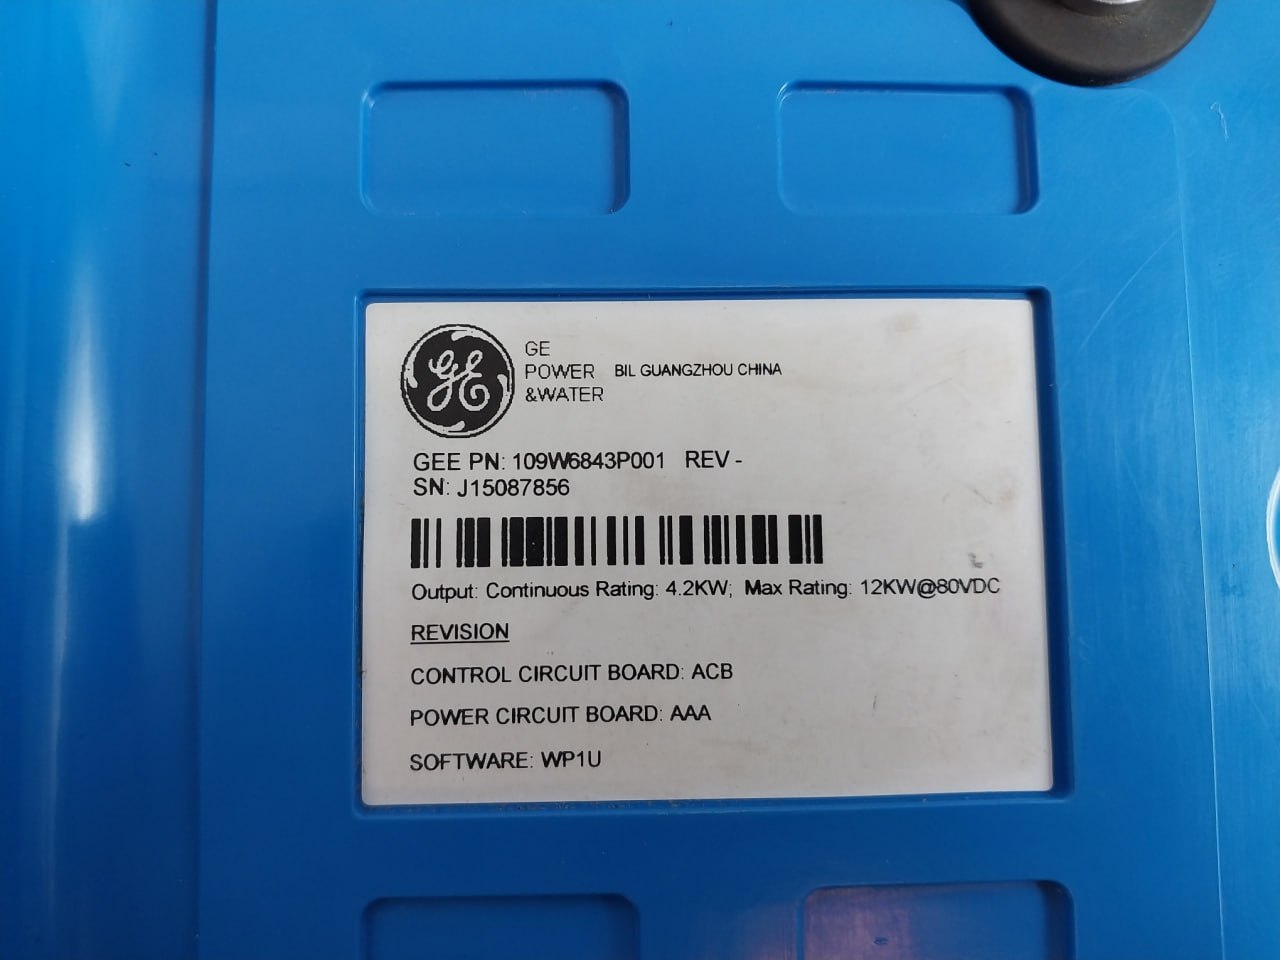 GE
GE
POWER
&WATER
BIL GUANGZHOU CHINA
GEE PN: 109W6843P001 REV -
SN: J15087856
Output: Continuous Rating: 4.2KW; Max Rating: 12KW@80VDC
REVISION
CONTROL CIRCUIT BOARD: ACB
POWER CIRCUIT BOARD: AAA
SOFTWARE: WP1U